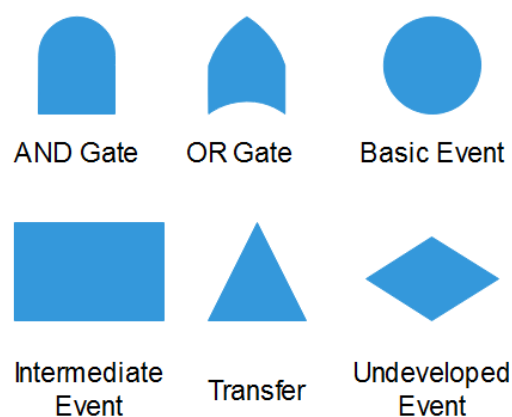 AND Gate
OR Gate
Basic Event
Intermediate
Event
Transfer
Undeveloped
Event